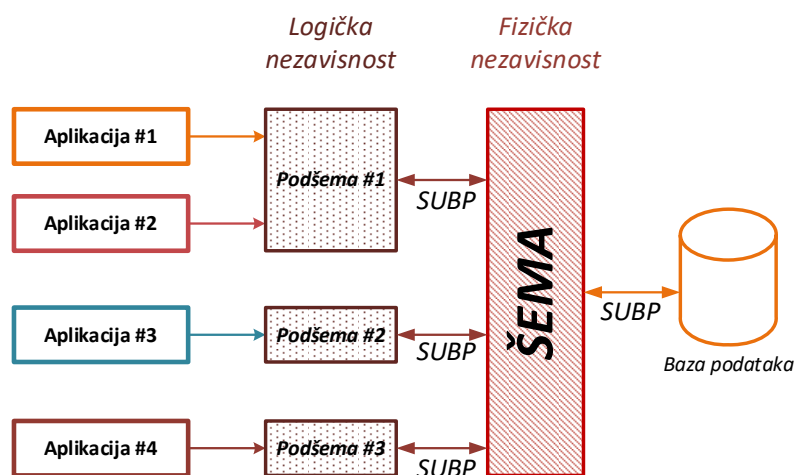 Logička
nezavisnost
Fizička
nezavisnost
Aplikacija #1
Aplikacija #2
Aplikacija #3
Aplikacija #4
Podšema #1
Podšema #2
Podšema #3
SUBP
SUBP
SUBP
ŠEMA
SUBP
Baza podataka